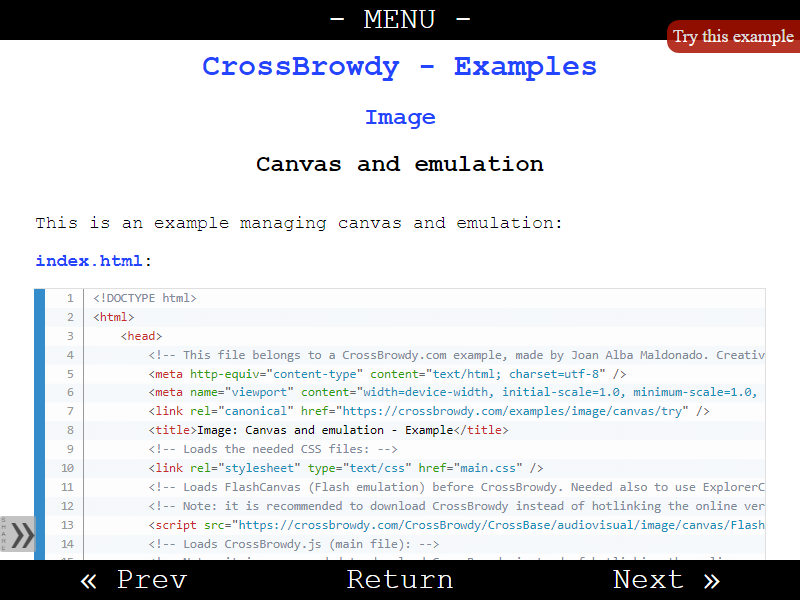 - MENU -
Try this example
CrossBrowdy - Examples
Image
Canvas and emulation
This is an example managing canvas and emulation:
index.html:
1 <!DOCTYPE html>
2 <html>
3 <head>
4 <!-- This file belongs to a CrossBrowdy.com example, made by Joan Alba Maldonado. Creativ
5 <meta http-equiv="content-type" content="text/html; charset=utf-8" />
6 <meta name="viewport" content="width=device-width, initial-scale=1.0, minimum-scale=1.0,
7 <link rel="canonical" href="https://crossbrowdy.com/examples/image/canvas/try" />
8 <title>Image: Canvas and emulation - Example</title>
9 <!-- Loads the needed CSS files: -->
10 <link rel="stylesheet" type="text/css" href="main.css" />
11 <!-- Loads FlashCanvas (Flash emulation) before CrossBrowdy. Needed also to use ExplorerC
12 <!-- Note: it is recommended to download CrossBrowdy instead of hotlinking the online ver
13 <script src="https://crossbrowdy.com/CrossBrowdy/CrossBase/audiovisual/image/canvas/Flash
14 <!-- Loads CrossBrowdy.js (main file): -->
SHARE »
« Prev Return Next »